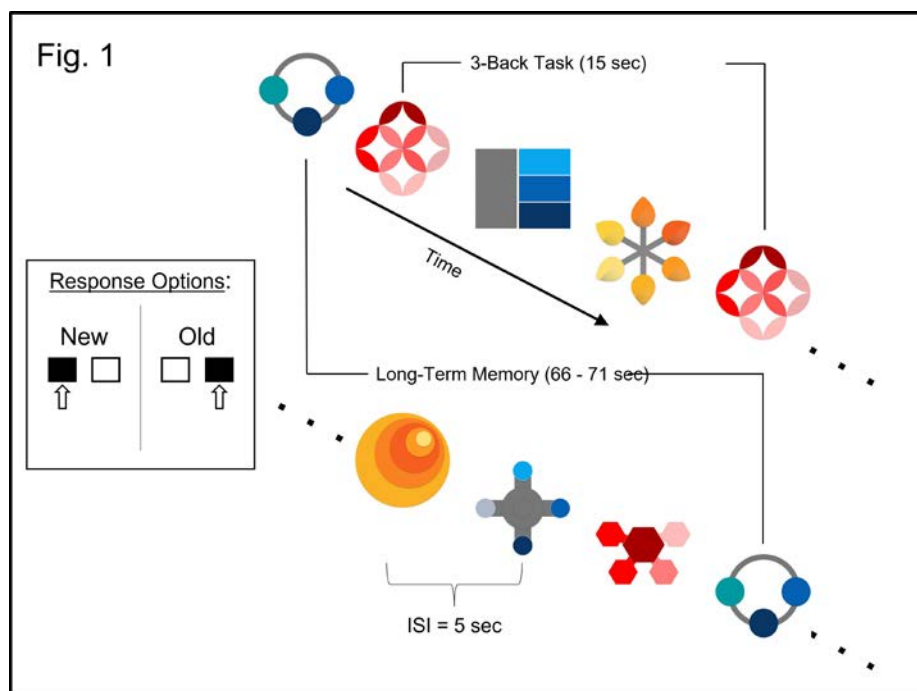 Fig. 1
3-Back Task (15 sec)
Time
Response Options:
New
Old
Long-Term Memory (66 - 71 sec)
ISI = 5 sec